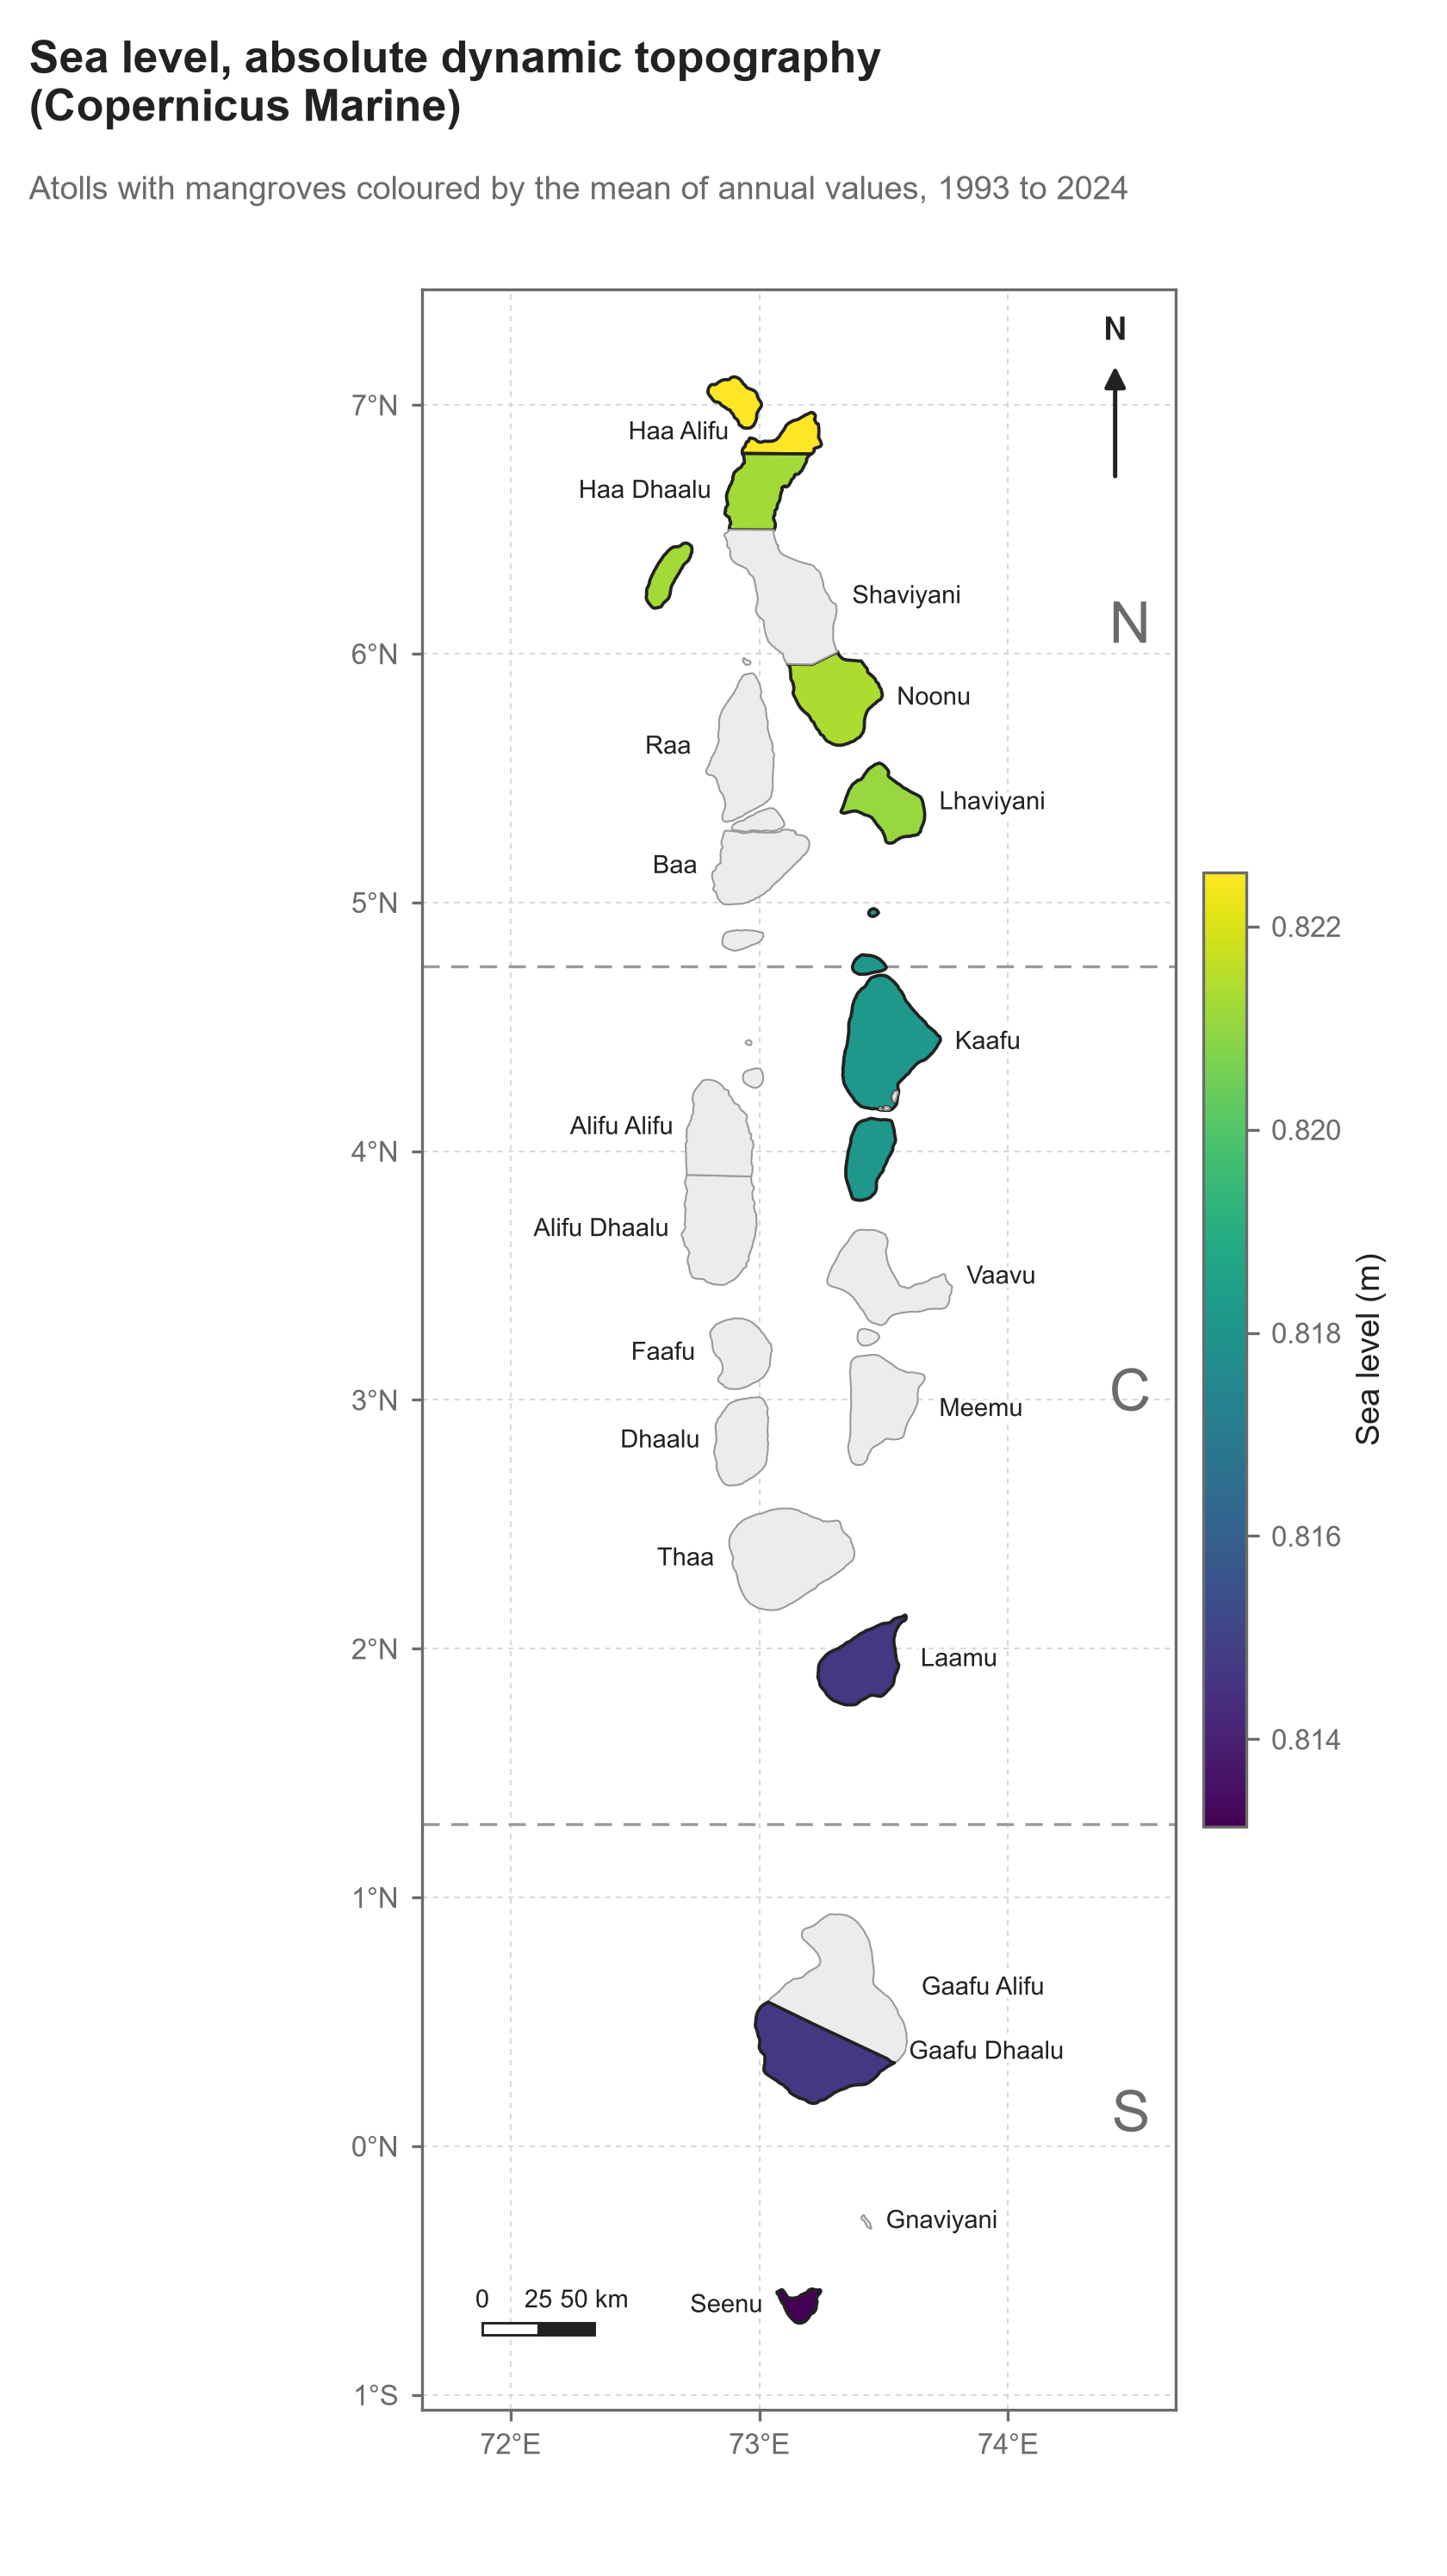 Sea level, absolute dynamic topography
(Copernicus Marine)
Atolls with mangroves coloured by the mean of annual values, 1993 to 2024
N
7°N
Haa Alifu
Haa Dhaalu
Shaviyani
N
6°N
Noonu
Raa
Lhaviyani
Baa
5°N
Kaafu
Alifu Alifu
4°N
Alifu Dhaalu
Vaavu
Faafu
C
3°N
Meemu
Dhaalu
Thaa
2°N
Laamu
1°N
Gaafu Alifu
Gaafu Dhaalu
S
0°N
Gnaviyani
Seenu
0 25 50 km
1°S
72°E 73°E 74°E
0.822
0.820
0.818
0.816
0.814
Sea level (m)